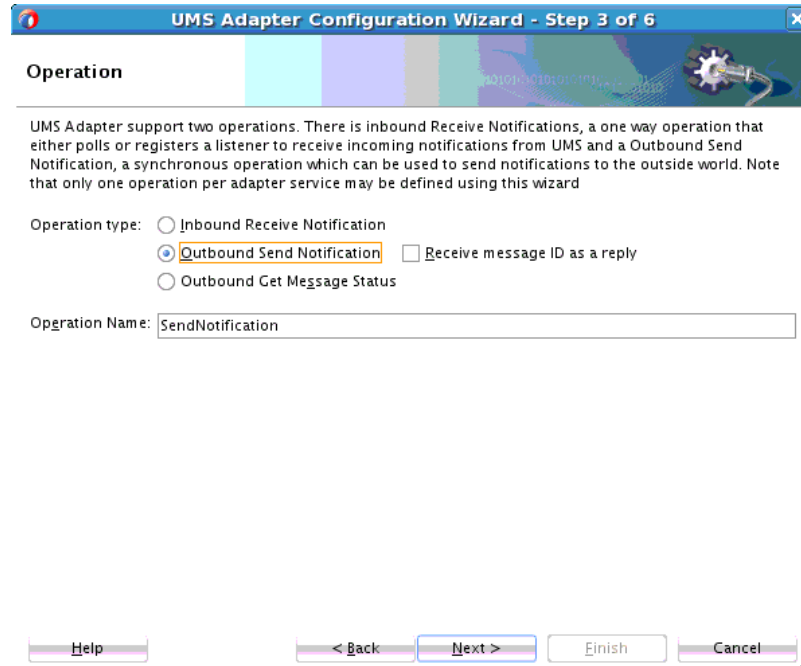 UMS Adapter Configuration Wizard - Step 3 of 6
Operation
UMS Adapter support two operations. There is inbound Receive Notifications, a one way operation that
either polls or registers a listener to receive incoming notifications from UMS and a Outbound Send
Notification, a synchronous operation which can be used to send notifications to the outside world. Note
that only one operation per adapter service may be defined using this wizard
Operation type: Inbound Receive Notification
Outbound Send Notification Receive message ID as a reply
Outbound Get Message Status
Operation Name: SendNotification
Help < Back Next > Finish Cancel